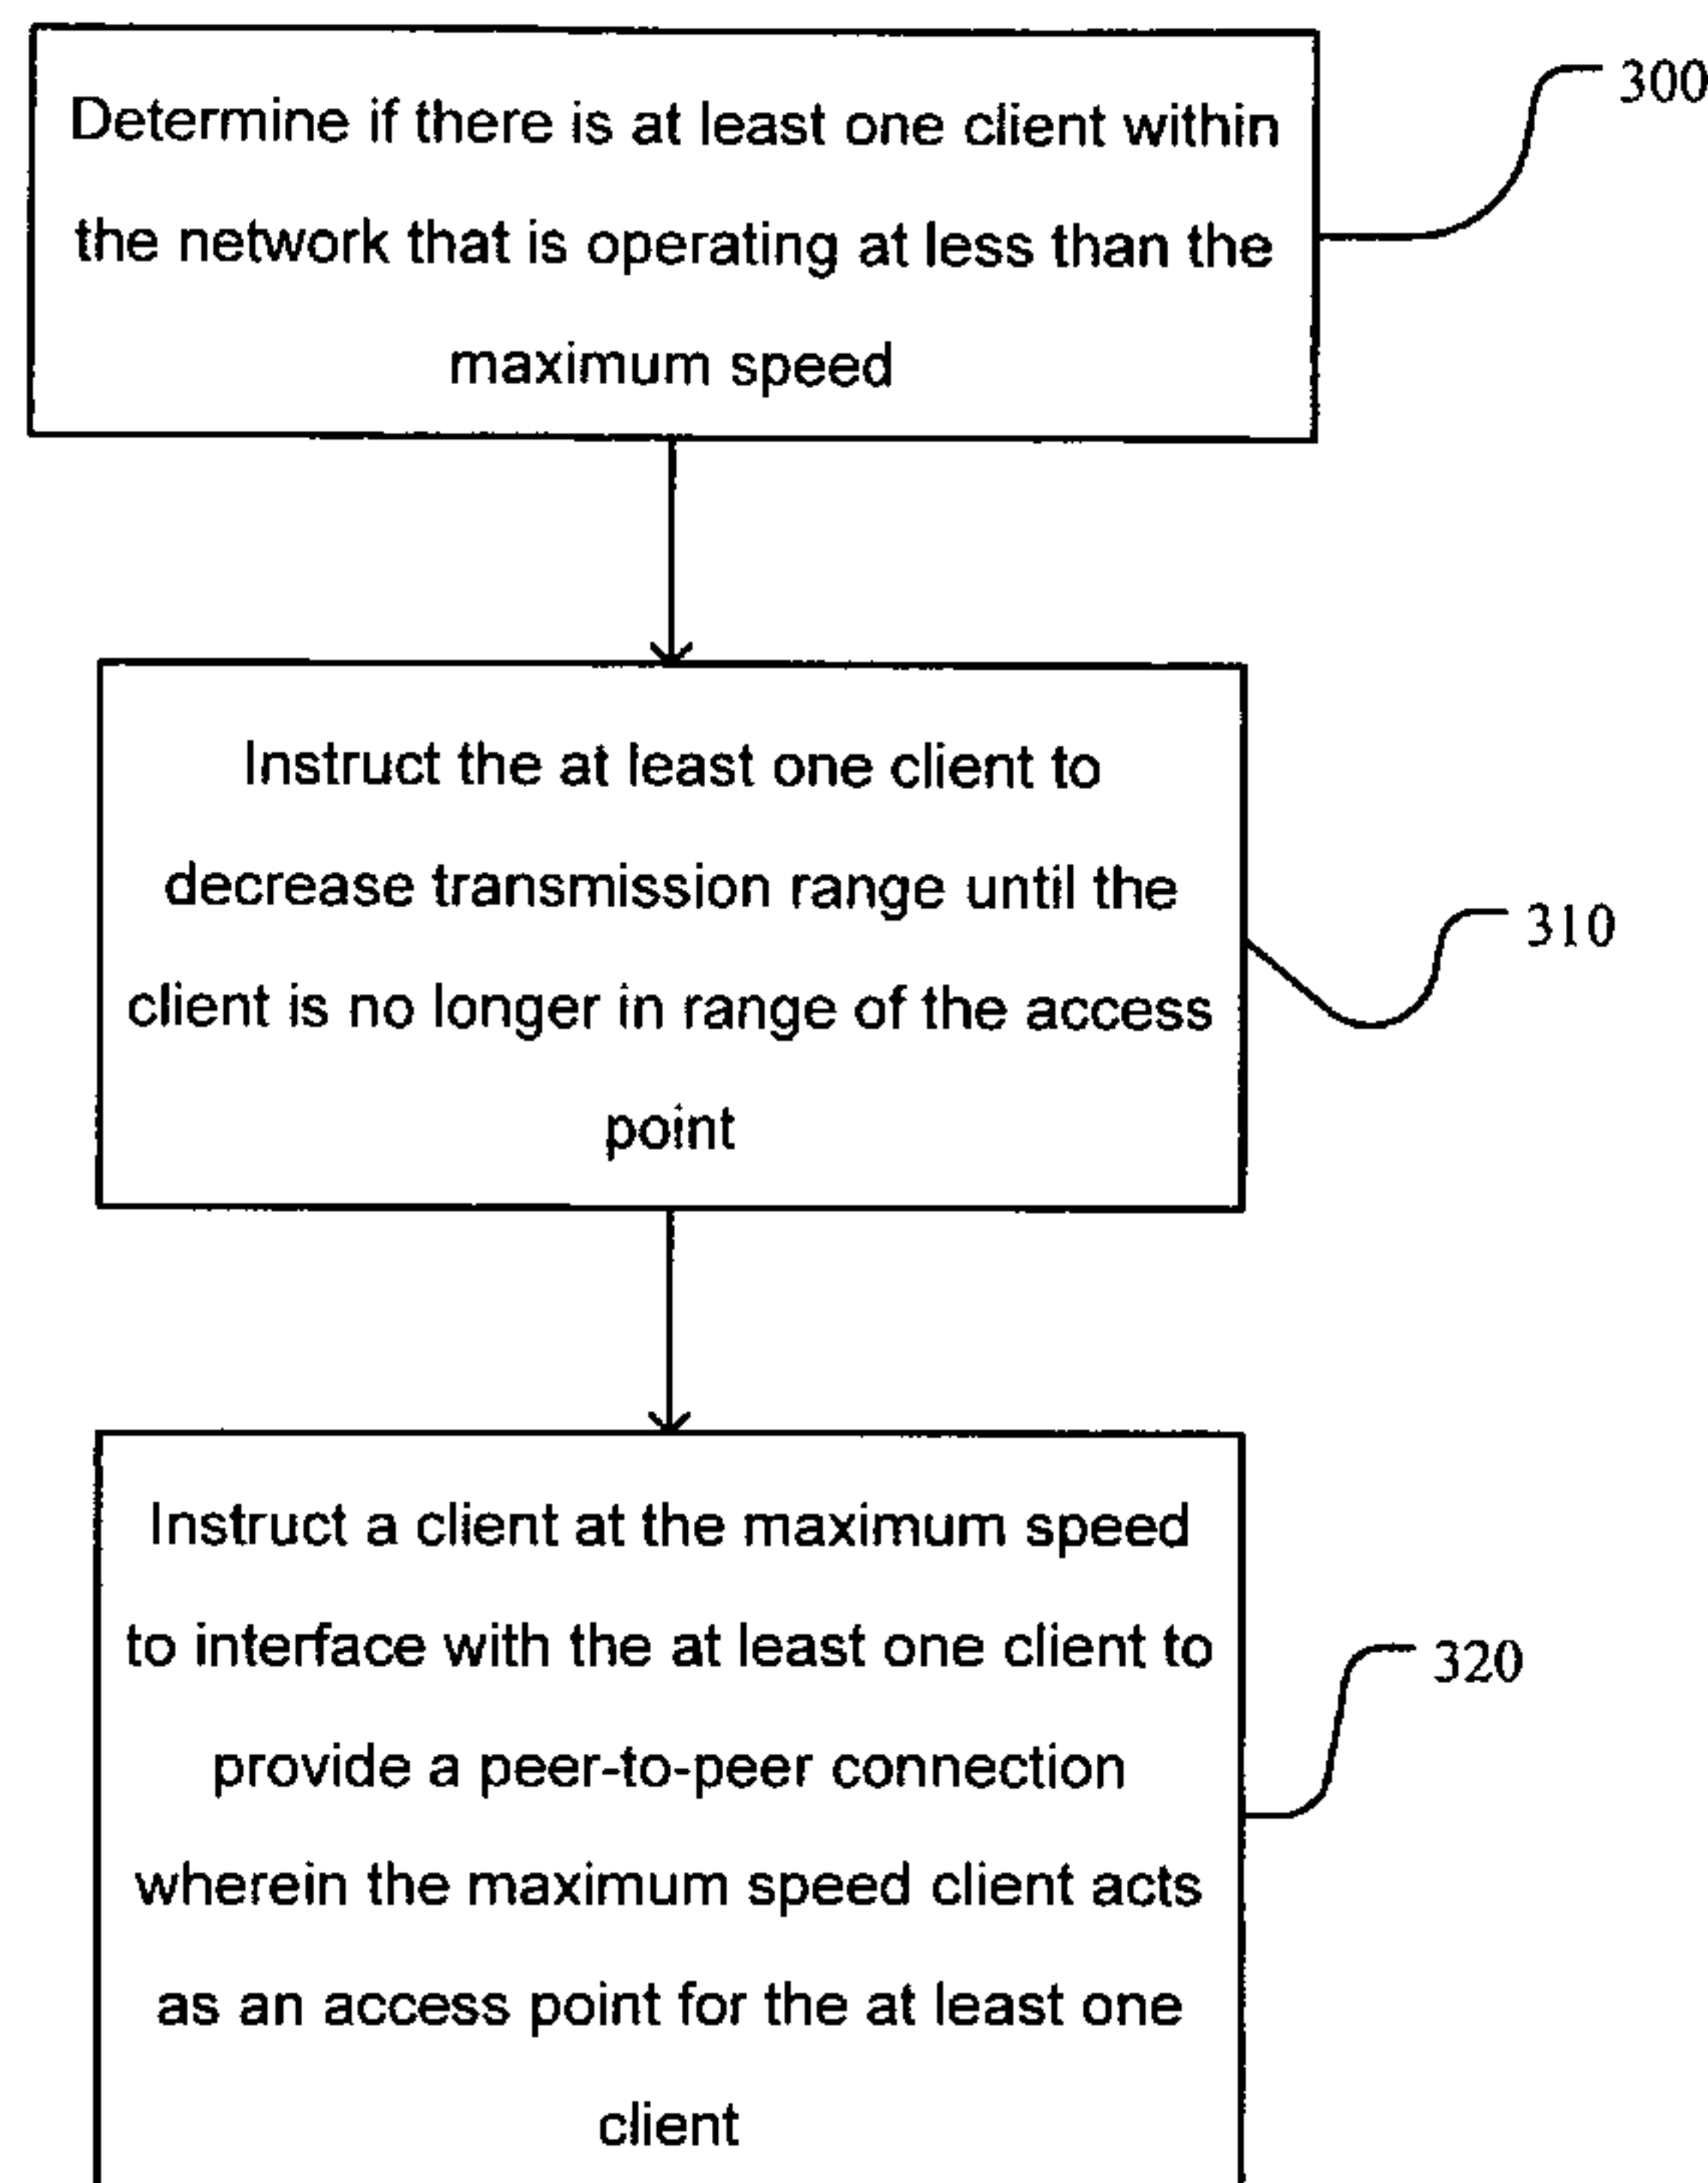 Determine if there is at least one client within
the network that is operating at less than the
maximum speed
300
Instruct the at least one client to
decrease transmission range until the
client is no longer in range of the access
point
310
Instruct a client at the maximum speed
to interface with the at least one client to
provide a peer-to-peer connection
wherein the maximum speed client acts
as an access point for the at least one
client
320